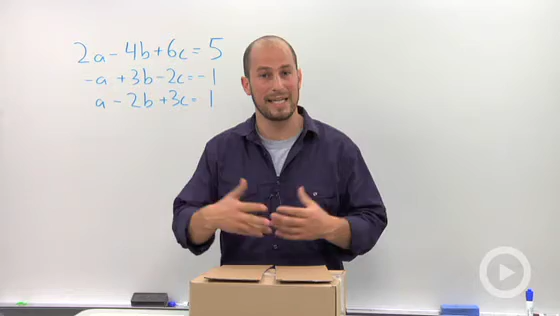 2a - 4b + 6c = 5
-a + 3b - 2c = -1
a - 2b + 3c = 1